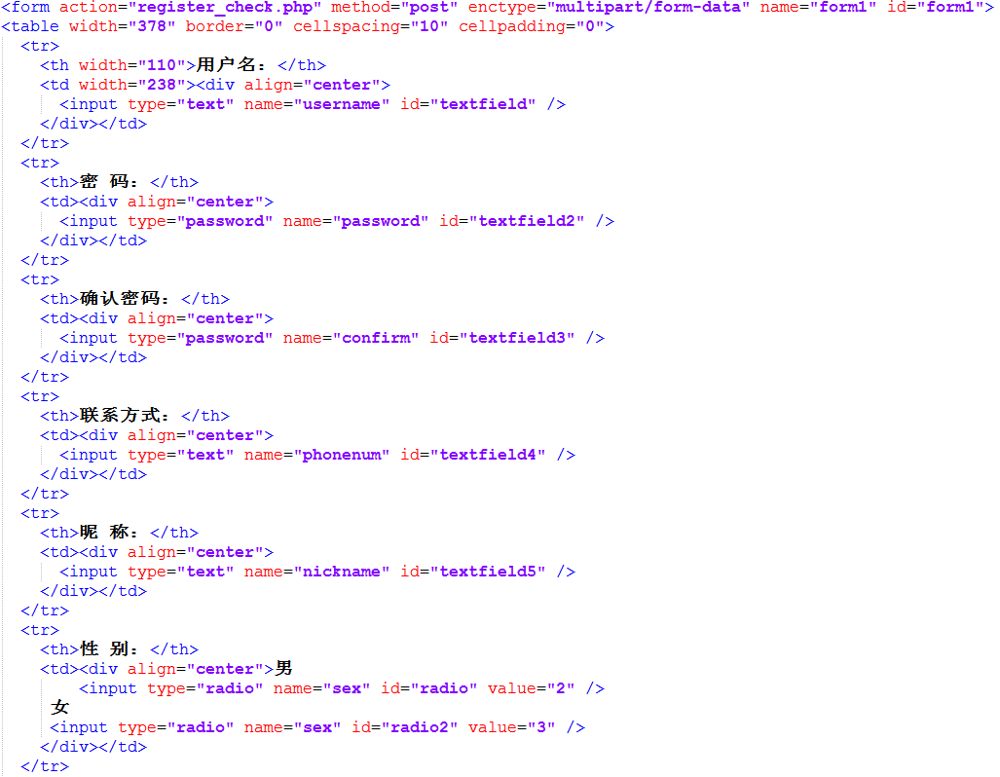 <form action="register_check.php" method="post" enctype="multipart/form-data" name="form1" id="form1">
<table width="378" border="0" cellspacing="10" cellpadding="0">
<tr>
<th width="110">用户名：</th>
<td width="238"><div align="center">
<input type="text" name="username" id="textfield" />
</div></td>
</tr>
<tr>
<th>密 码：</th>
<td><div align="center">
<input type="password" name="password" id="textfield2" />
</div></td>
</tr>
<tr>
<th>确认密码：</th>
<td><div align="center">
<input type="password" name="confirm" id="textfield3" />
</div></td>
</tr>
<tr>
<th>联系方式：</th>
<td><div align="center">
<input type="text" name="phonenum" id="textfield4" />
</div></td>
</tr>
<tr>
<th>昵 称：</th>
<td><div align="center">
<input type="text" name="nickname" id="textfield5" />
</div></td>
</tr>
<tr>
<th>性 别：</th>
<td><div align="center">男
<input type="radio" name="sex" id="radio" value="2" />
女
<input type="radio" name="sex" id="radio2" value="3" />
</div></td>
</tr>